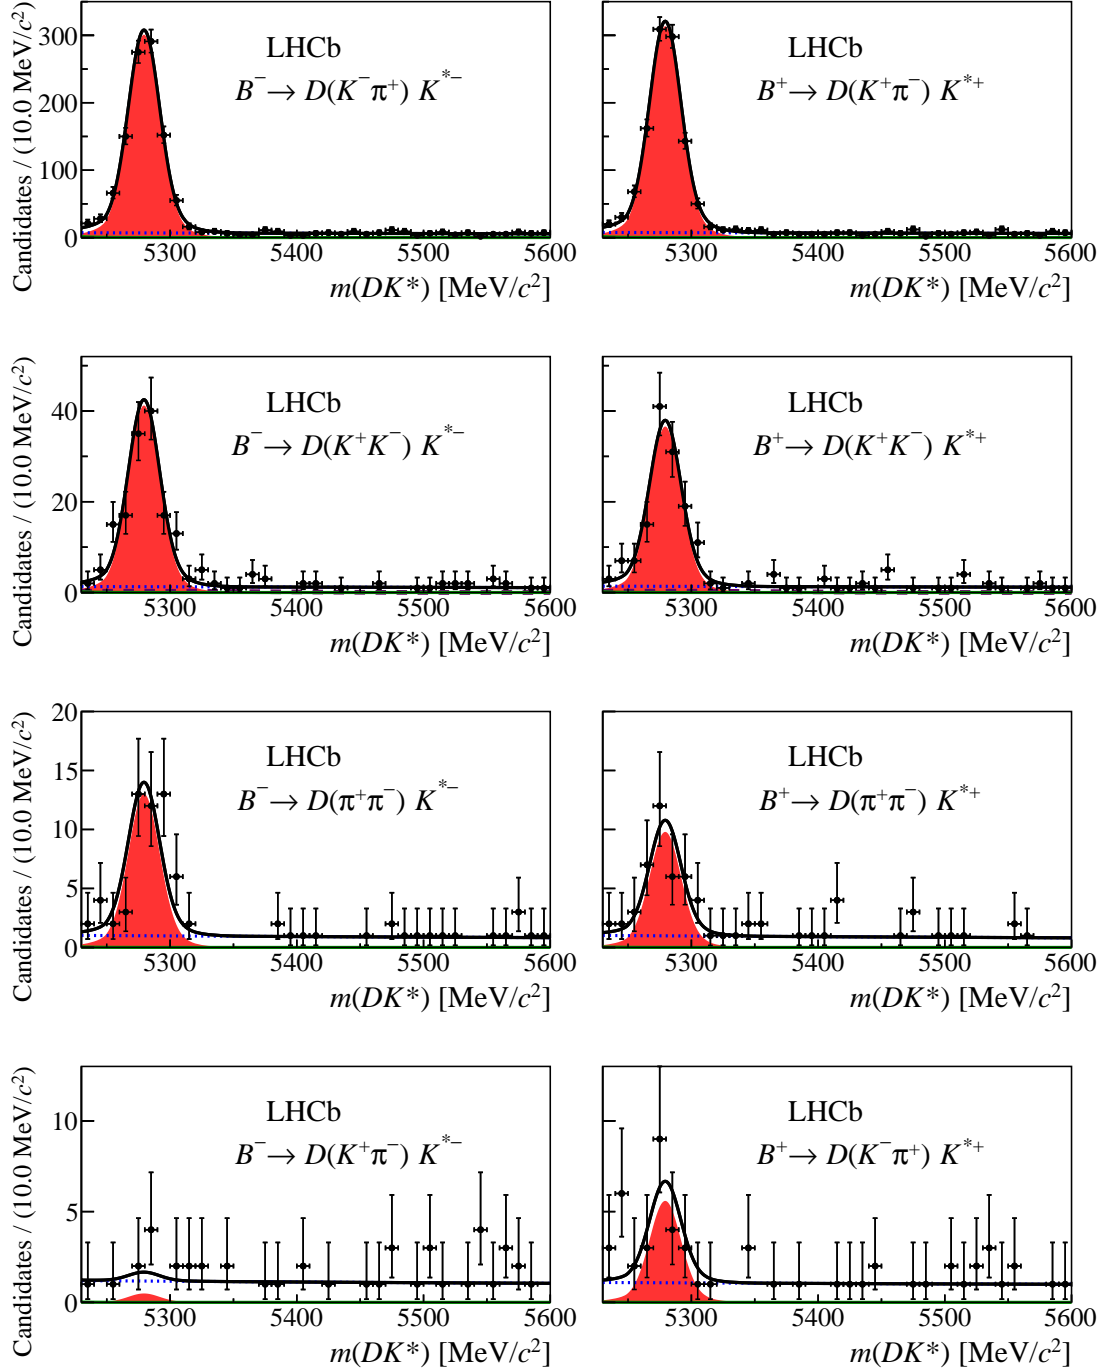 Candidates / (10.0 MeV/c²)
300
200
100
0
LHCb
B⁻ → D(K⁻π⁺) K*⁻
5300 5400 5500 5600
m(DK*) [MeV/c²]
LHCb
B⁺ → D(K⁺π⁻) K*⁺
5300 5400 5500 5600
m(DK*) [MeV/c²]
Candidates / (10.0 MeV/c²)
40
20
0
LHCb
B⁻ → D(K⁺K⁻) K*⁻
5300 5400 5500 5600
m(DK*) [MeV/c²]
LHCb
B⁺ → D(K⁺K⁻) K*⁺
5300 5400 5500 5600
m(DK*) [MeV/c²]
Candidates / (10.0 MeV/c²)
20
15
10
5
0
LHCb
B⁻ → D(π⁺π⁻) K*⁻
5300 5400 5500 5600
m(DK*) [MeV/c²]
LHCb
B⁺ → D(π⁺π⁻) K*⁺
5300 5400 5500 5600
m(DK*) [MeV/c²]
Candidates / (10.0 MeV/c²)
10
5
0
LHCb
B⁻ → D(K⁺π⁻) K*⁻
5300 5400 5500 5600
m(DK*) [MeV/c²]
LHCb
B⁺ → D(K⁻π⁺) K*⁺
5300 5400 5500 5600
m(DK*) [MeV/c²]